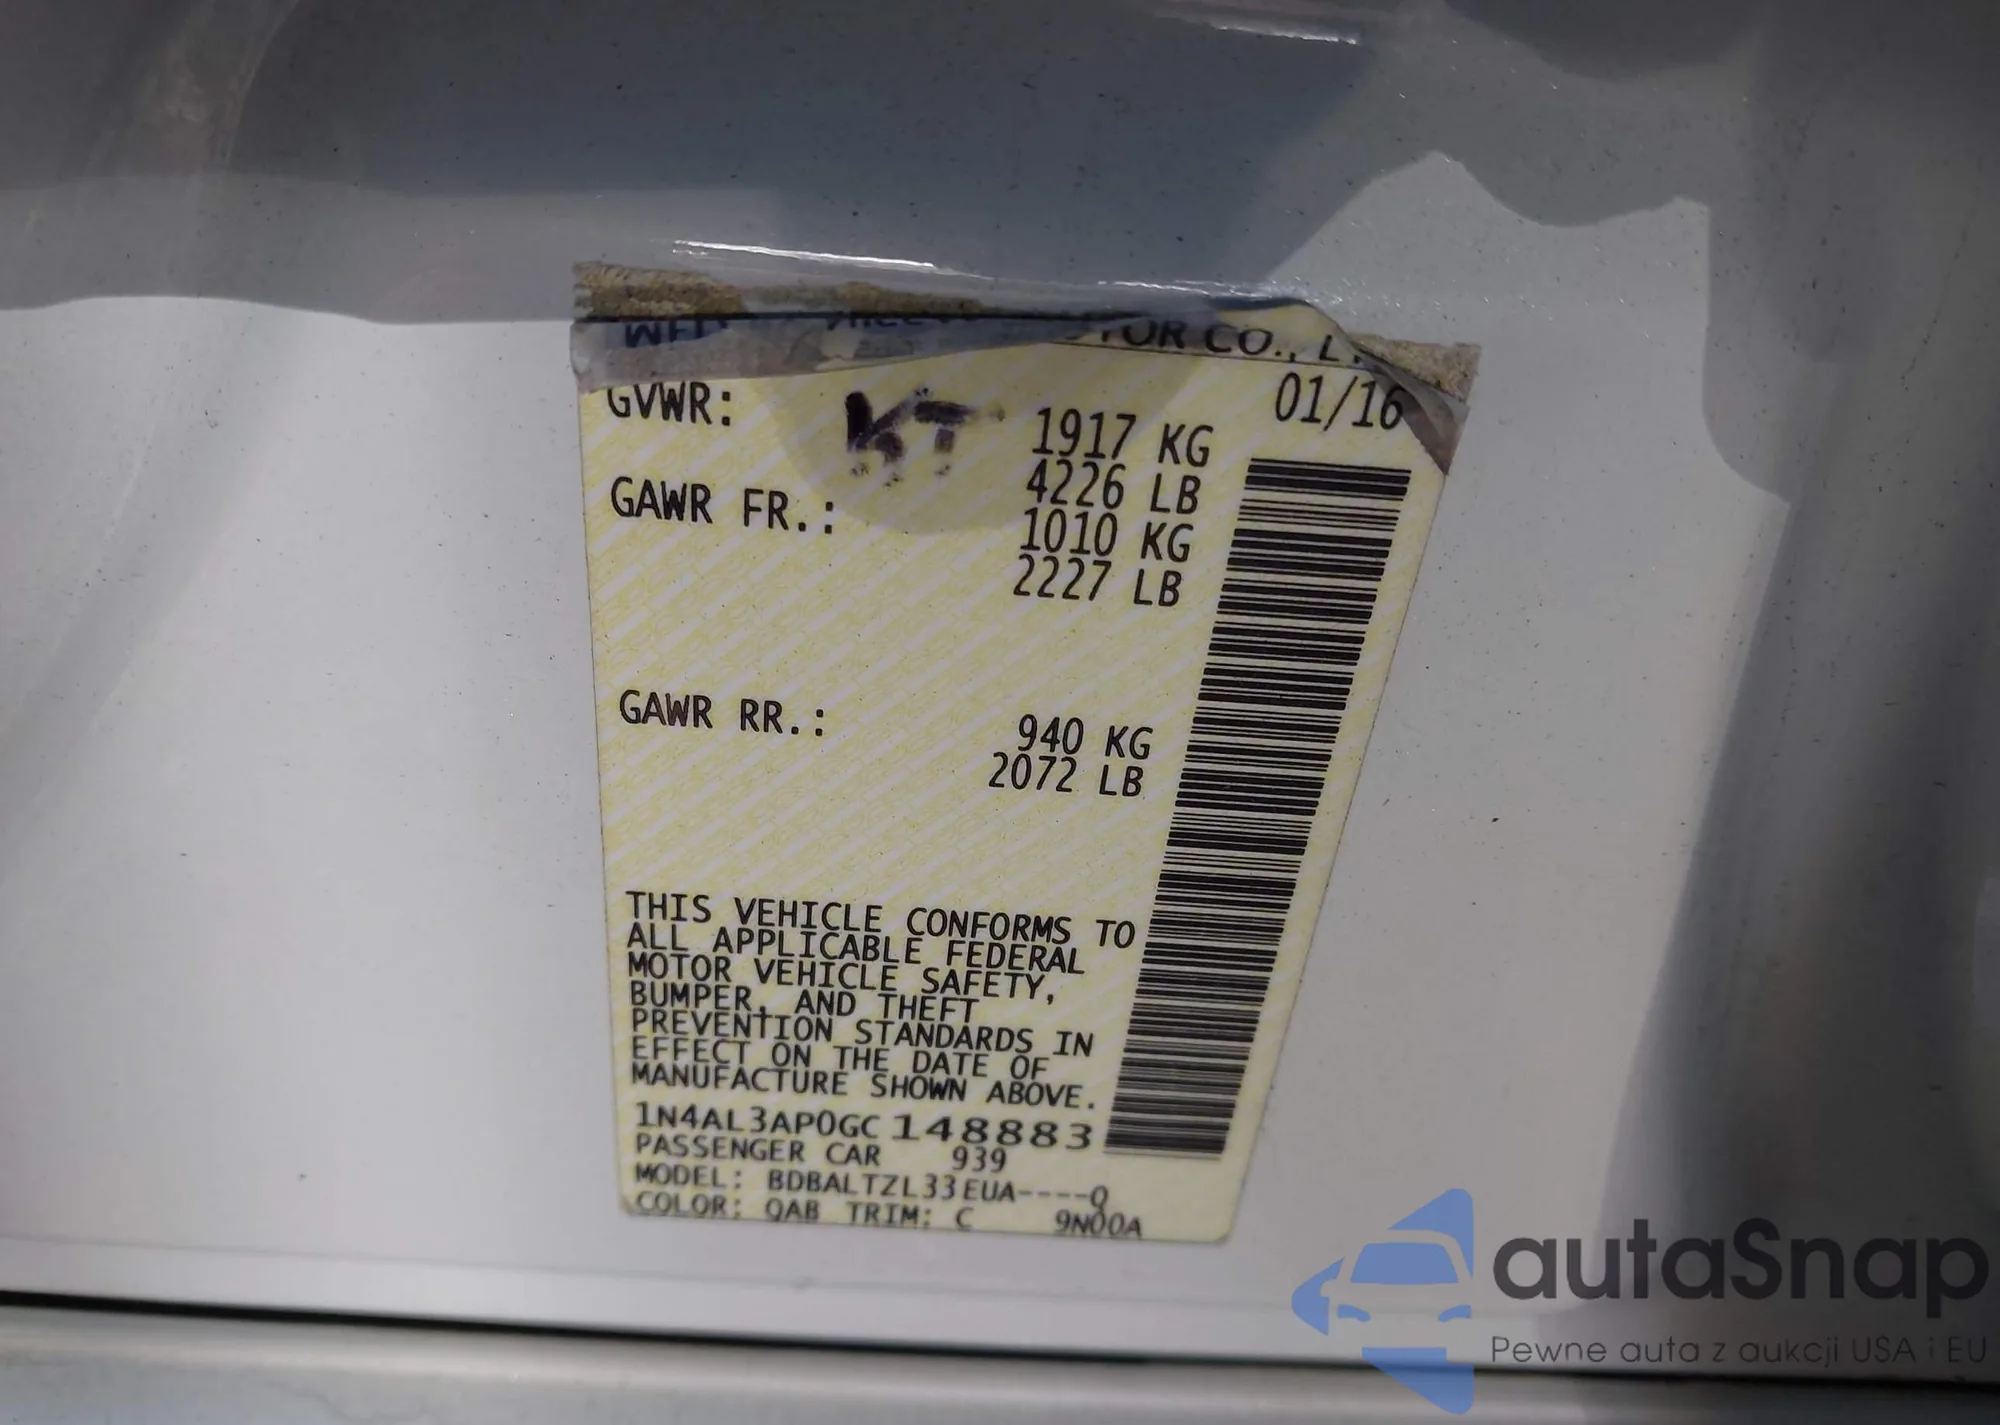 MOTOR CO., LT
01/16
GVWR: KT 1917 KG
4226 LB
GAWR FR.: 1010 KG
2227 LB
GAWR RR.: 940 KG
2072 LB
THIS VEHICLE CONFORMS TO
ALL APPLICABLE FEDERAL
MOTOR VEHICLE SAFETY,
BUMPER, AND THEFT
PREVENTION STANDARDS IN
EFFECT ON THE DATE OF
MANUFACTURE SHOWN ABOVE.
1N4AL3AP0GC148883
PASSENGER CAR 939
MODEL: BDBALTZL33EUA----Q
COLOR: QAB TRIM: C 9N00A
autaSnap
Pewne auta z aukcji USA i EU